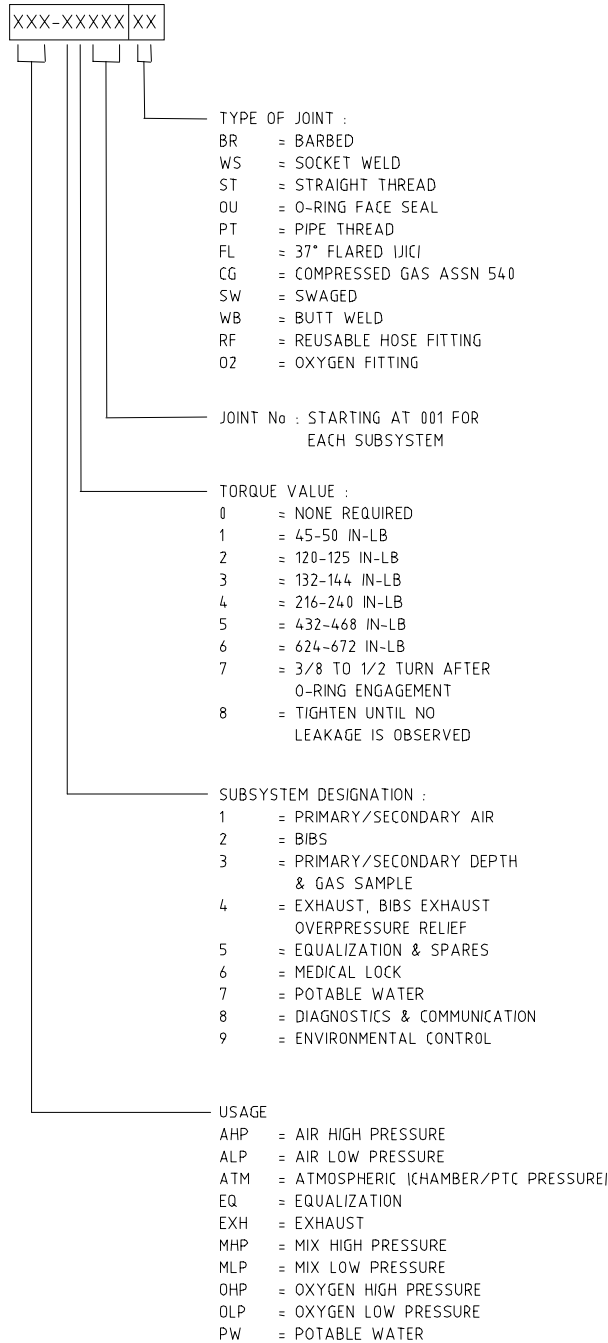 XXX-XXXXX XX
TYPE OF JOINT :
BR = BARBED
WS = SOCKET WELD
ST = STRAIGHT THREAD
OU = O-RING FACE SEAL
PT = PIPE THREAD
FL = 37° FLARED |JIC|
CG = COMPRESSED GAS ASSN 540
SW = SWAGED
WB = BUTT WELD
RF = REUSABLE HOSE FITTING
O2 = OXYGEN FITTING
JOINT No : STARTING AT 001 FOR
EACH SUBSYSTEM
TORQUE VALUE :
0 = NONE REQUIRED
1 = 45-50 IN-LB
2 = 120-125 IN-LB
3 = 132-144 IN-LB
4 = 216-240 IN-LB
5 = 432-468 IN-LB
6 = 624-672 IN-LB
7 = 3/8 TO 1/2 TURN AFTER
O-RING ENGAGEMENT
8 = TIGHTEN UNTIL NO
LEAKAGE IS OBSERVED
SUBSYSTEM DESIGNATION :
1 = PRIMARY/SECONDARY AIR
2 = BIBS
3 = PRIMARY/SECONDARY DEPTH
& GAS SAMPLE
4 = EXHAUST, BIBS EXHAUST
OVERPRESSURE RELIEF
5 = EQUALIZATION & SPARES
6 = MEDICAL LOCK
7 = POTABLE WATER
8 = DIAGNOSTICS & COMMUNICATION
9 = ENVIRONMENTAL CONTROL
USAGE
AHP = AIR HIGH PRESSURE
ALP = AIR LOW PRESSURE
ATM = ATMOSPHERIC |CHAMBER/PTC PRESSURE|
EQ = EQUALIZATION
EXH = EXHAUST
MHP = MIX HIGH PRESSURE
MLP = MIX LOW PRESSURE
OHP = OXYGEN HIGH PRESSURE
OLP = OXYGEN LOW PRESSURE
PW = POTABLE WATER